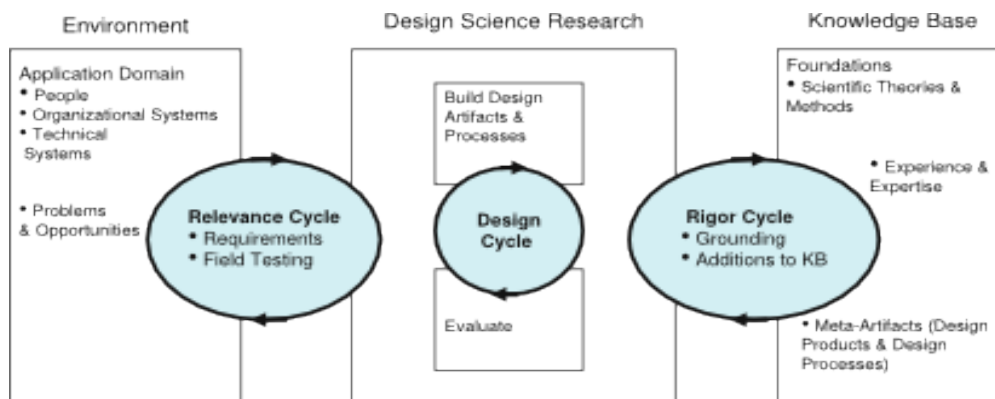 Environment
Design Science Research
Knowledge Base
Application Domain
• People
• Organizational Systems
• Technical
Systems
• Problems
& Opportunities
Relevance Cycle
• Requirements
• Field Testing
Build Design
Artifacts &
Processes
Design
Cycle
Evaluate
Rigor Cycle
• Grounding
• Additions to KB
Foundations
• Scientific Theories &
Methods
• Experience &
Expertise
• Meta-Artifacts (Design
Products & Design
Processes)